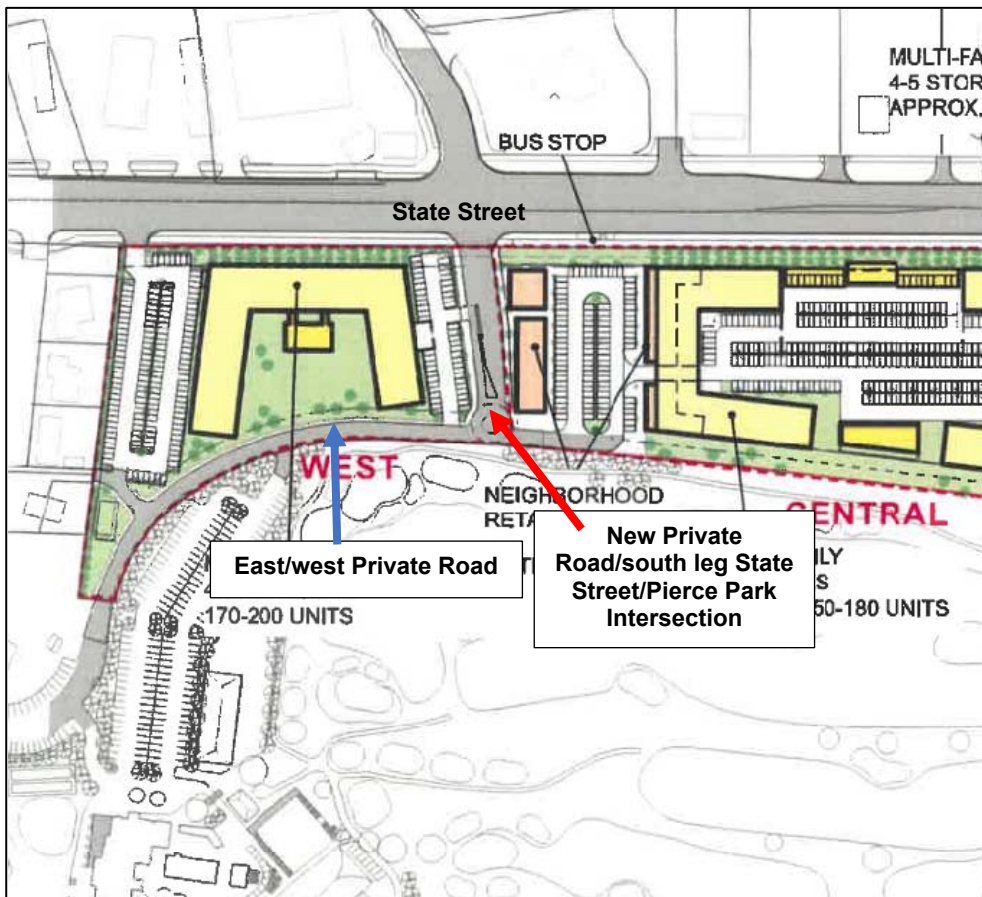 MULTI-FA
4-5 STOR
APPROX.
BUS STOP
State Street
WEST
NEIGHBORHOOD
RETA
CENTRAL
East/west Private Road
New Private
Road/south leg State
Street/Pierce Park
Intersection
NLY
S
170-200 UNITS
50-180 UNITS